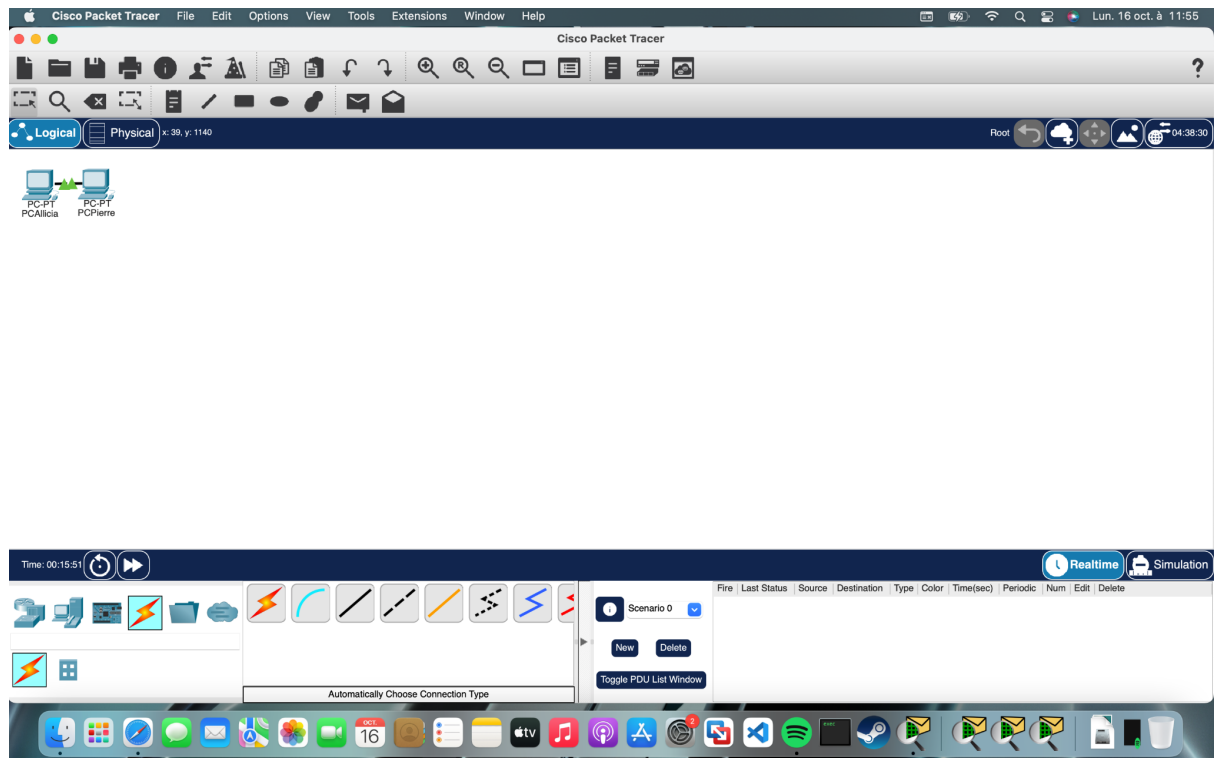 Cisco Packet Tracer File Edit Options View Tools Extensions Window Help Lun. 16 oct. à 11:55
Cisco Packet Tracer
?
Logical Physical x: 39, y: 1140 Root 04:38:30
PC-PT PC-PT
PCAllicia PCPierre
Time: 00:15:51 Realtime Simulation
Fire Last Status Source Destination Type Color Time(sec) Periodic Num Edit Delete
Scenario 0
New Delete
Toggle PDU List Window
Automatically Choose Connection Type
OCT.
16
tv
2
exec